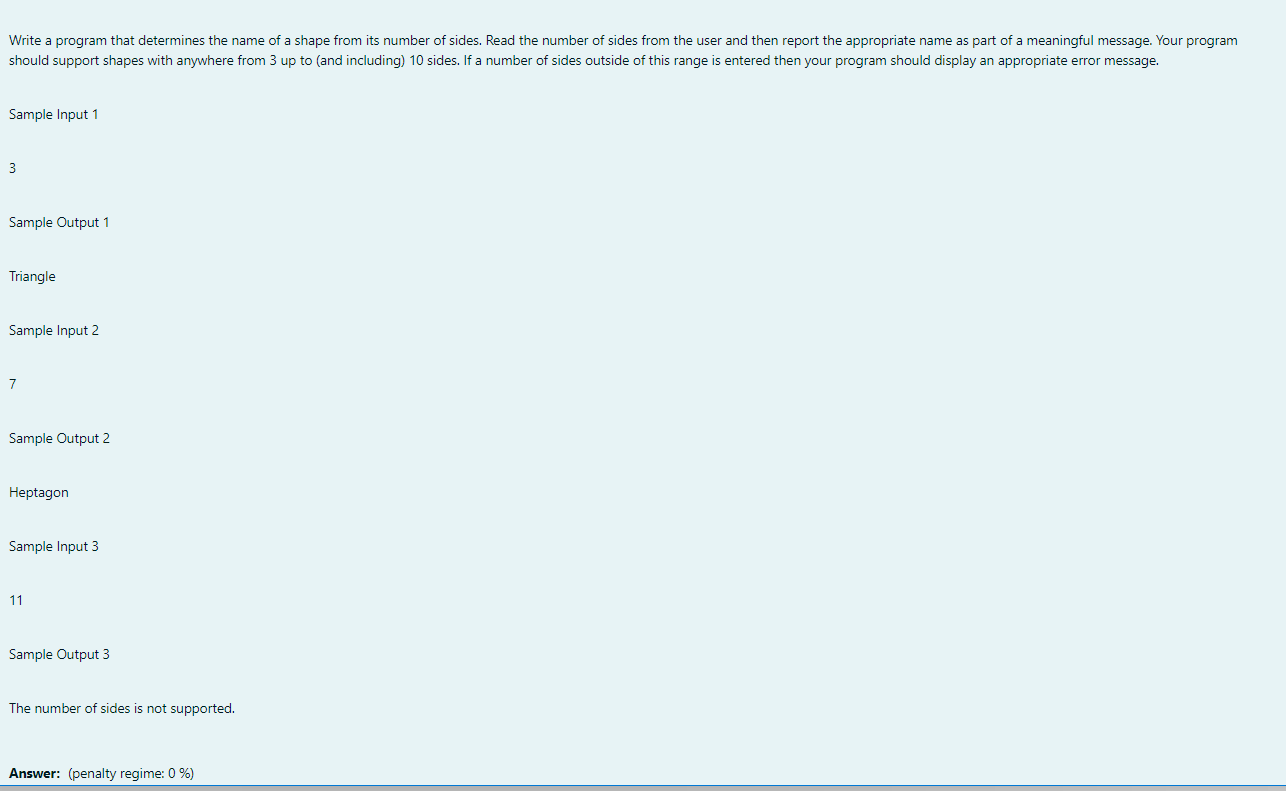 Write a program that determines the name of a shape from its number of sides. Read the number of sides from the user and then report the appropriate name as part of a meaningful message. Your program
should support shapes with anywhere from 3 up to (and including) 10 sides. If a number of sides outside of this range is entered then your program should display an appropriate error message.
Sample Input 1
3
Sample Output 1
Triangle
Sample Input 2
7
Sample Output 2
Heptagon
Sample Input 3
11
Sample Output 3
The number of sides is not supported.
Answer: (penalty regime: 0 %)